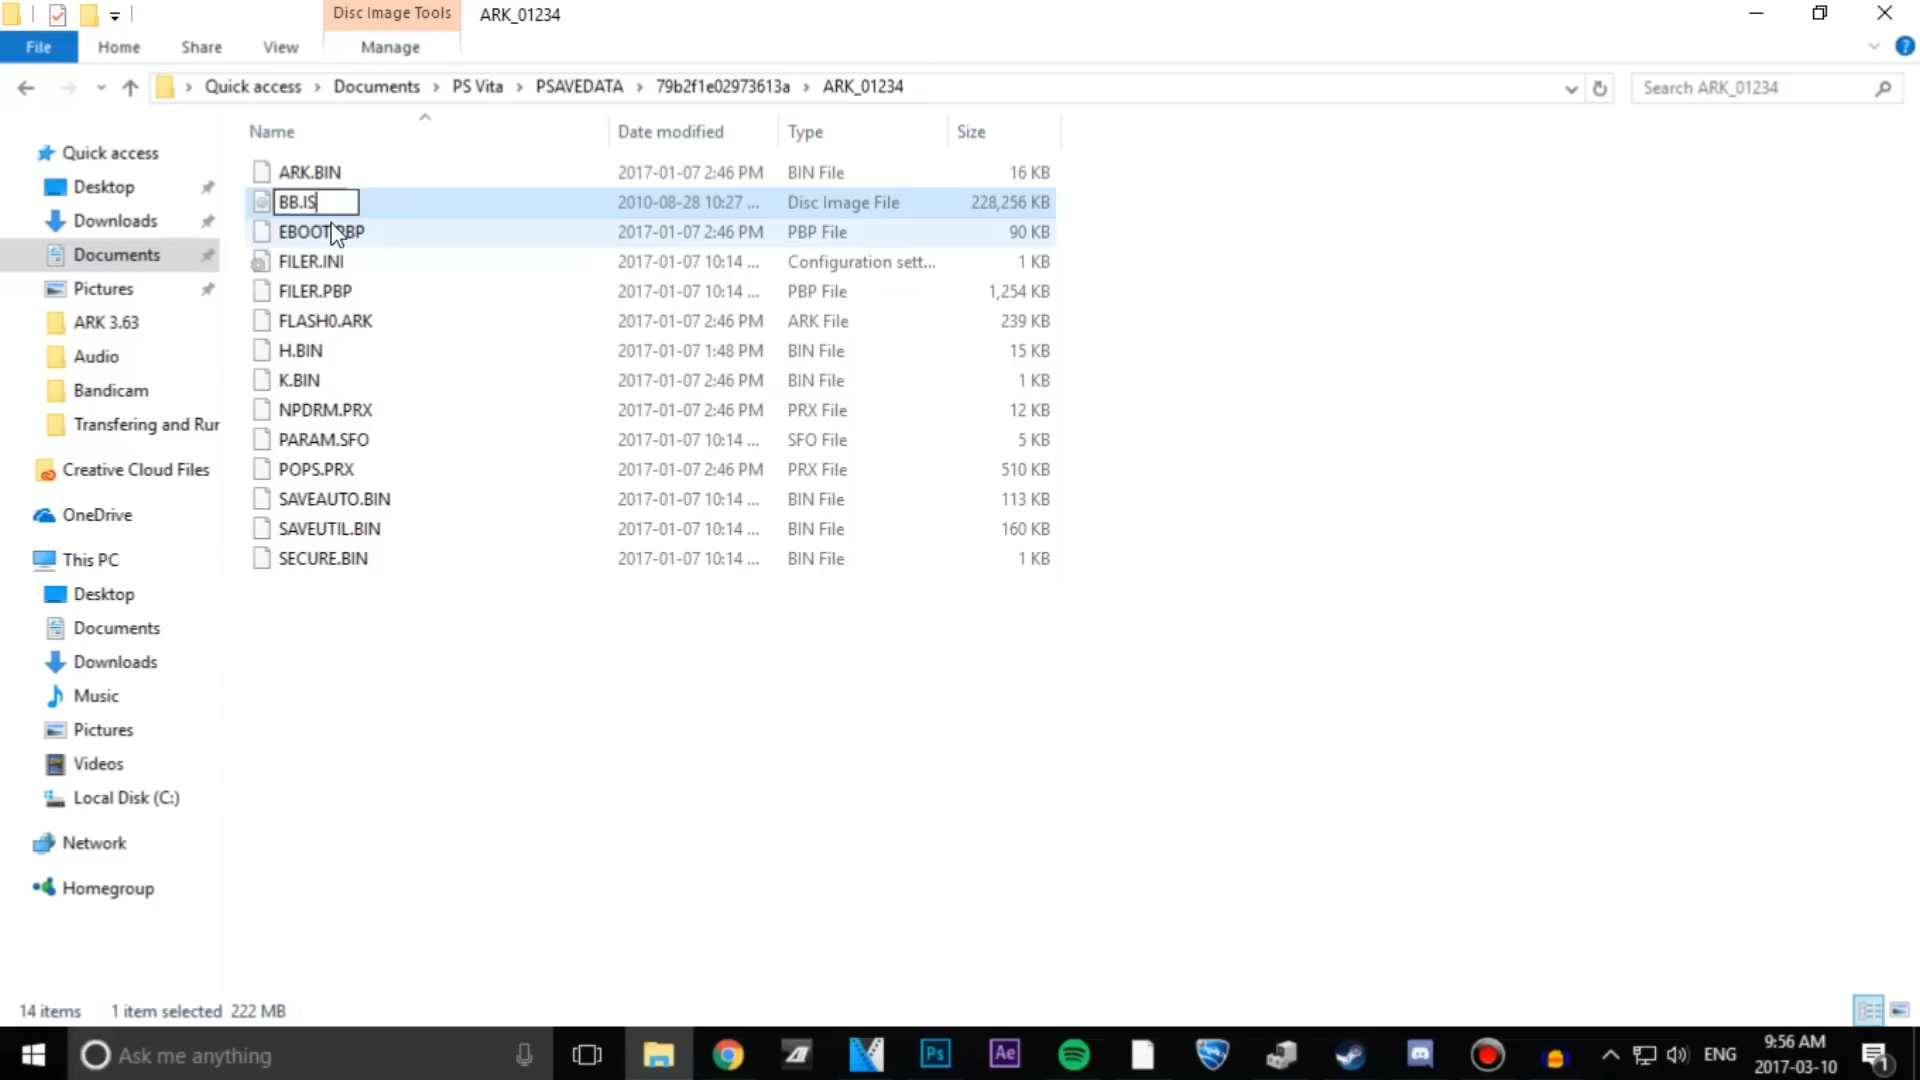 Disc Image Tools ARK_01234
File Home Share View Manage
Quick access Documents PS Vita PSAVEDATA 79b2f1e02973613a ARK_01234 Search ARK_01234
Name Date modified Type Size
ARK.BIN 2017-01-07 2:46 PM BIN File 16 KB
BB.IS 2010-08-28 10:27 ... Disc Image File 228,256 KB
EBOOT.PBP 2017-01-07 2:46 PM PBP File 90 KB
FILER.INI 2017-01-07 10:14 ... Configuration sett... 1 KB
FILER.PBP 2017-01-07 10:14 ... PBP File 1,254 KB
FLASH0.ARK 2017-01-07 2:46 PM ARK File 239 KB
H.BIN 2017-01-07 1:48 PM BIN File 15 KB
K.BIN 2017-01-07 2:46 PM BIN File 1 KB
NPDRM.PRX 2017-01-07 2:46 PM PRX File 12 KB
PARAM.SFO 2017-01-07 10:14 ... SFO File 5 KB
POPS.PRX 2017-01-07 2:46 PM PRX File 510 KB
SAVEAUTO.BIN 2017-01-07 10:14 ... BIN File 113 KB
SAVEUTIL.BIN 2017-01-07 10:14 ... BIN File 160 KB
SECURE.BIN 2017-01-07 10:14 ... BIN File 1 KB
Quick access
Desktop
Downloads
Documents
Pictures
ARK 3.63
Audio
Bandicam
Transfering and Rur
Creative Cloud Files
OneDrive
This PC
Desktop
Documents
Downloads
Music
Pictures
Videos
Local Disk (C:)
Network
Homegroup
14 items 1 item selected 222 MB
Ask me anything Ps Ae ENG 9:56 AM
2017-03-10 1